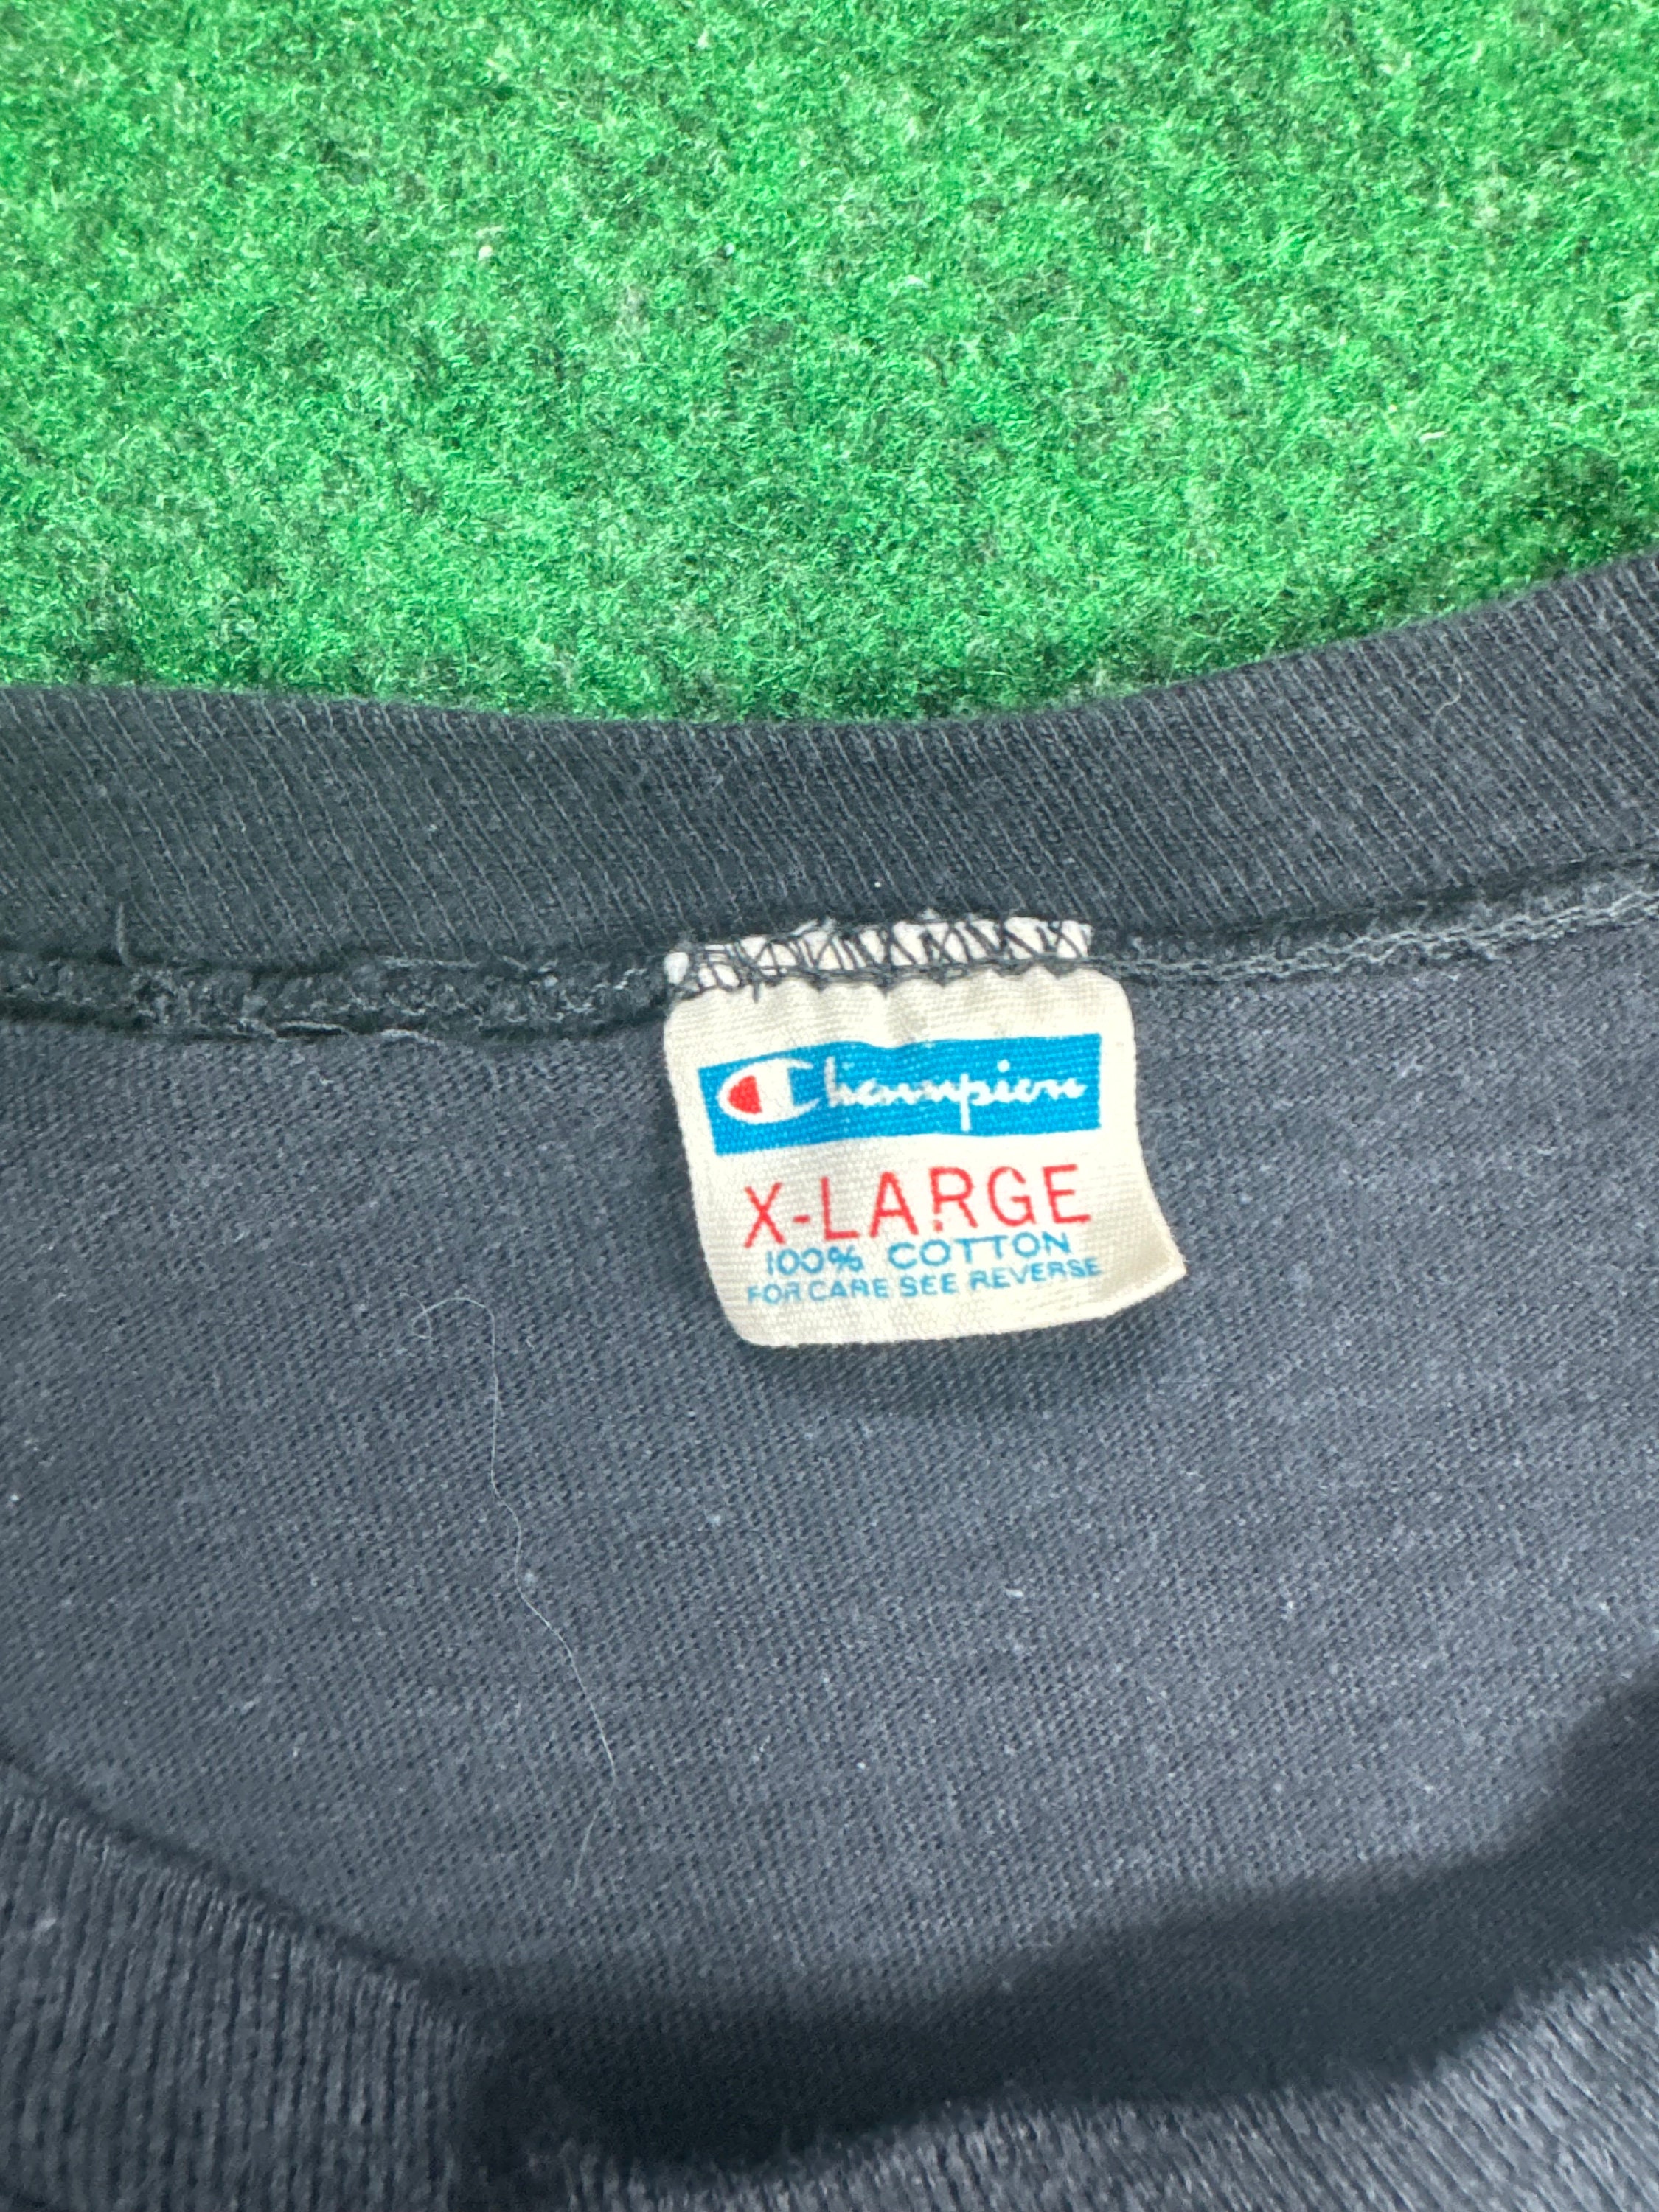 Champion
X-LARGE
100% COTTON
FOR CARE SEE REVERSE